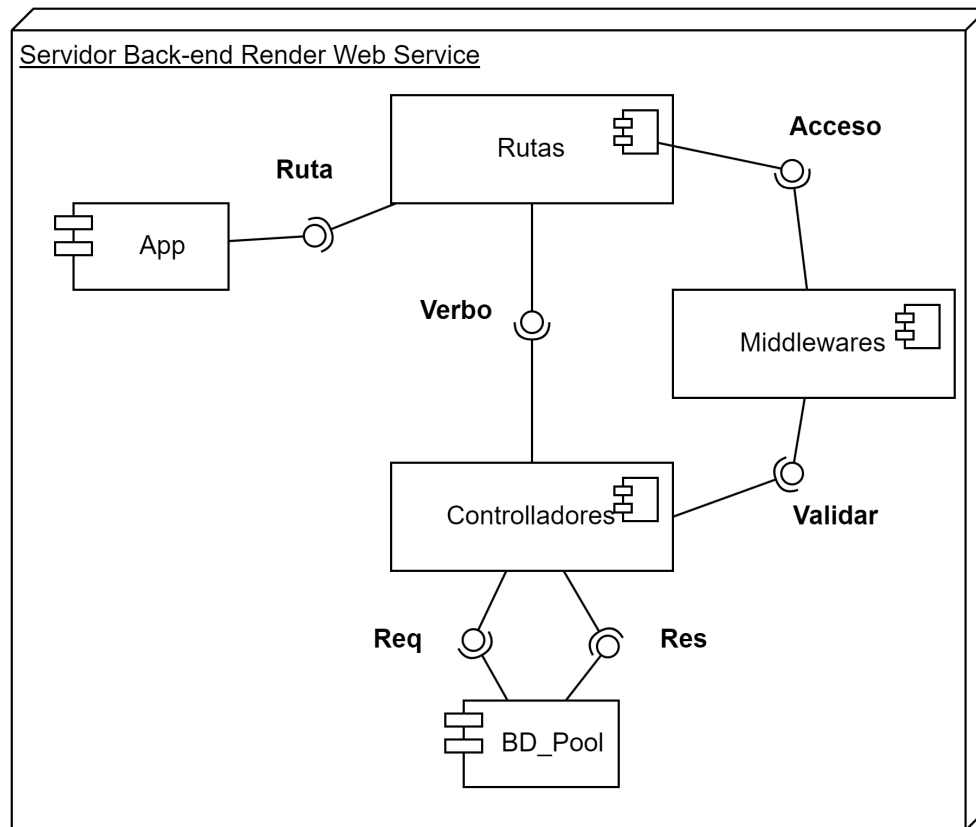 Servidor Back-end Render Web Service
Acceso
Rutas
Ruta
App
Verbo
Middlewares
Controlladores
Validar
Req
Res
BD_Pool